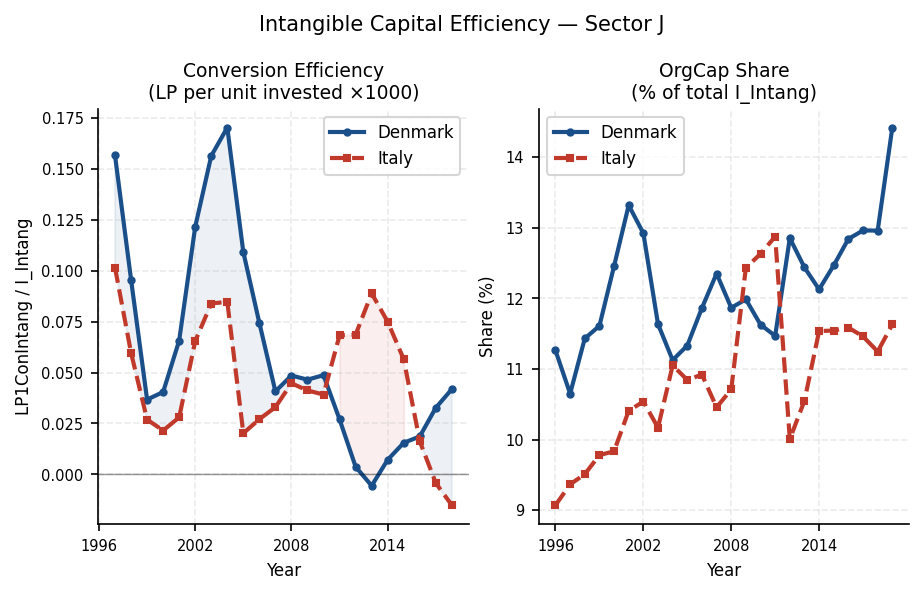 Intangible Capital Efficiency — Sector J
Conversion Efficiency
(LP per unit invested ×1000)
LP1ConIntang / I_Intang
0.175
0.150
0.125
0.100
0.075
0.050
0.025
0.000
Denmark
Italy
1996
2002
2008
2014
Year
OrgCap Share
(% of total I_Intang)
Share (%)
14
13
12
11
10
9
Denmark
Italy
1996
2002
2008
2014
Year